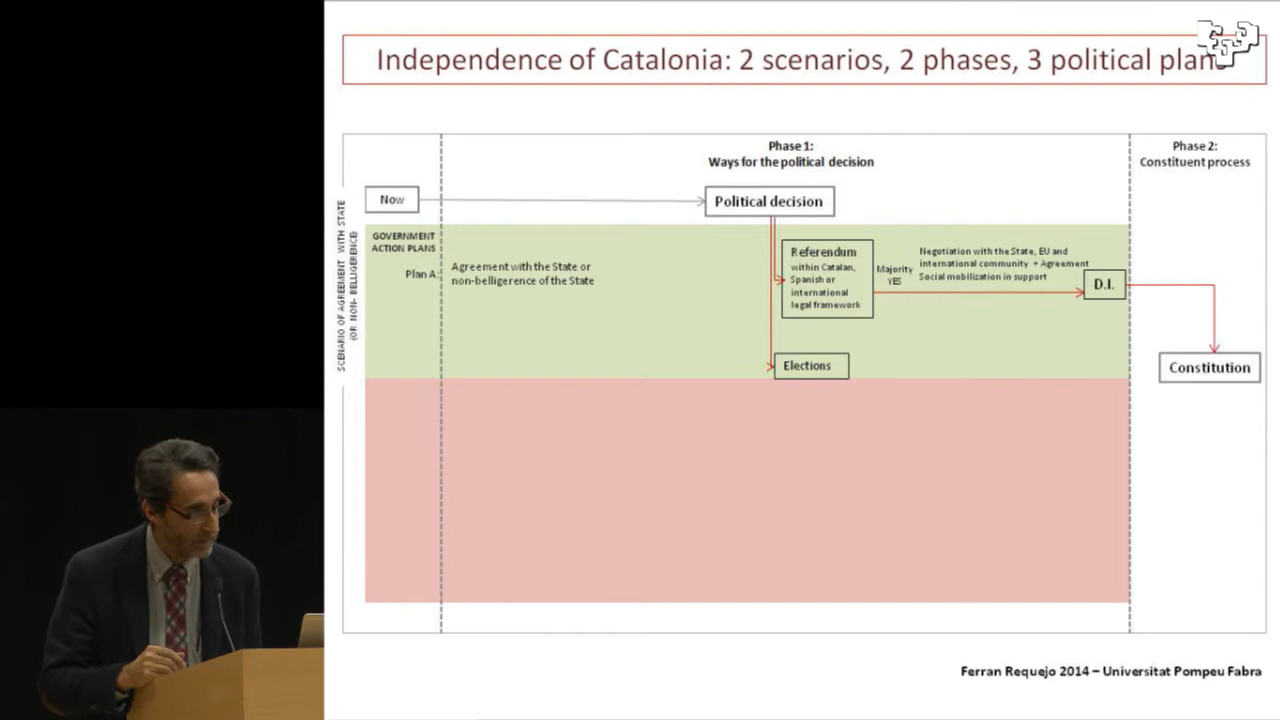 Independence of Catalonia: 2 scenarios, 2 phases, 3 political plans
Phase 1:
Ways for the political decision
Phase 2:
Constituent process
Now
Political decision
SCENARIO OF AGREEMENT WITH STATE
(OR NON- BELLIGERENCE)
GOVERNMENT
ACTION PLANS
Plan A:
Agreement with the State or
non-belligerence of the State
Referendum
within Catalan,
Spanish or
international
legal framework
Majority
YES
Negotiation with the State, EU and
international community + Agreement
Social mobilization in support
D.I.
Elections
Constitution
Ferran Requejo 2014 – Universitat Pompeu Fabra